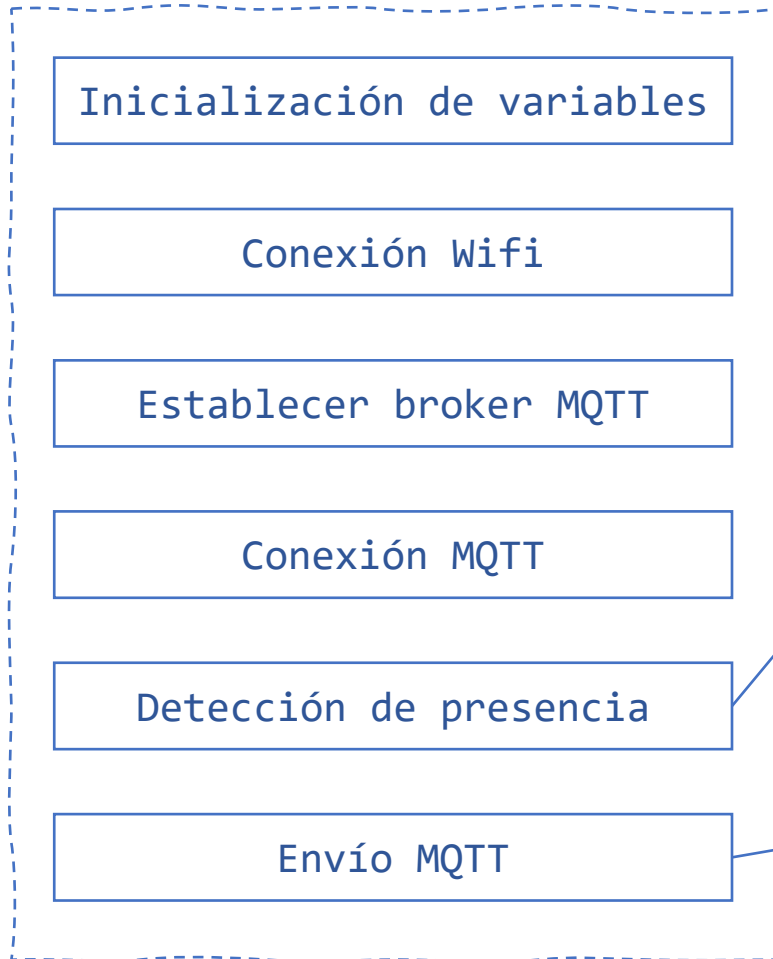 Inicialización de variables
Conexión Wifi
Establecer broker MQTT
Conexión MQTT
Detección de presencia
Envío MQTT